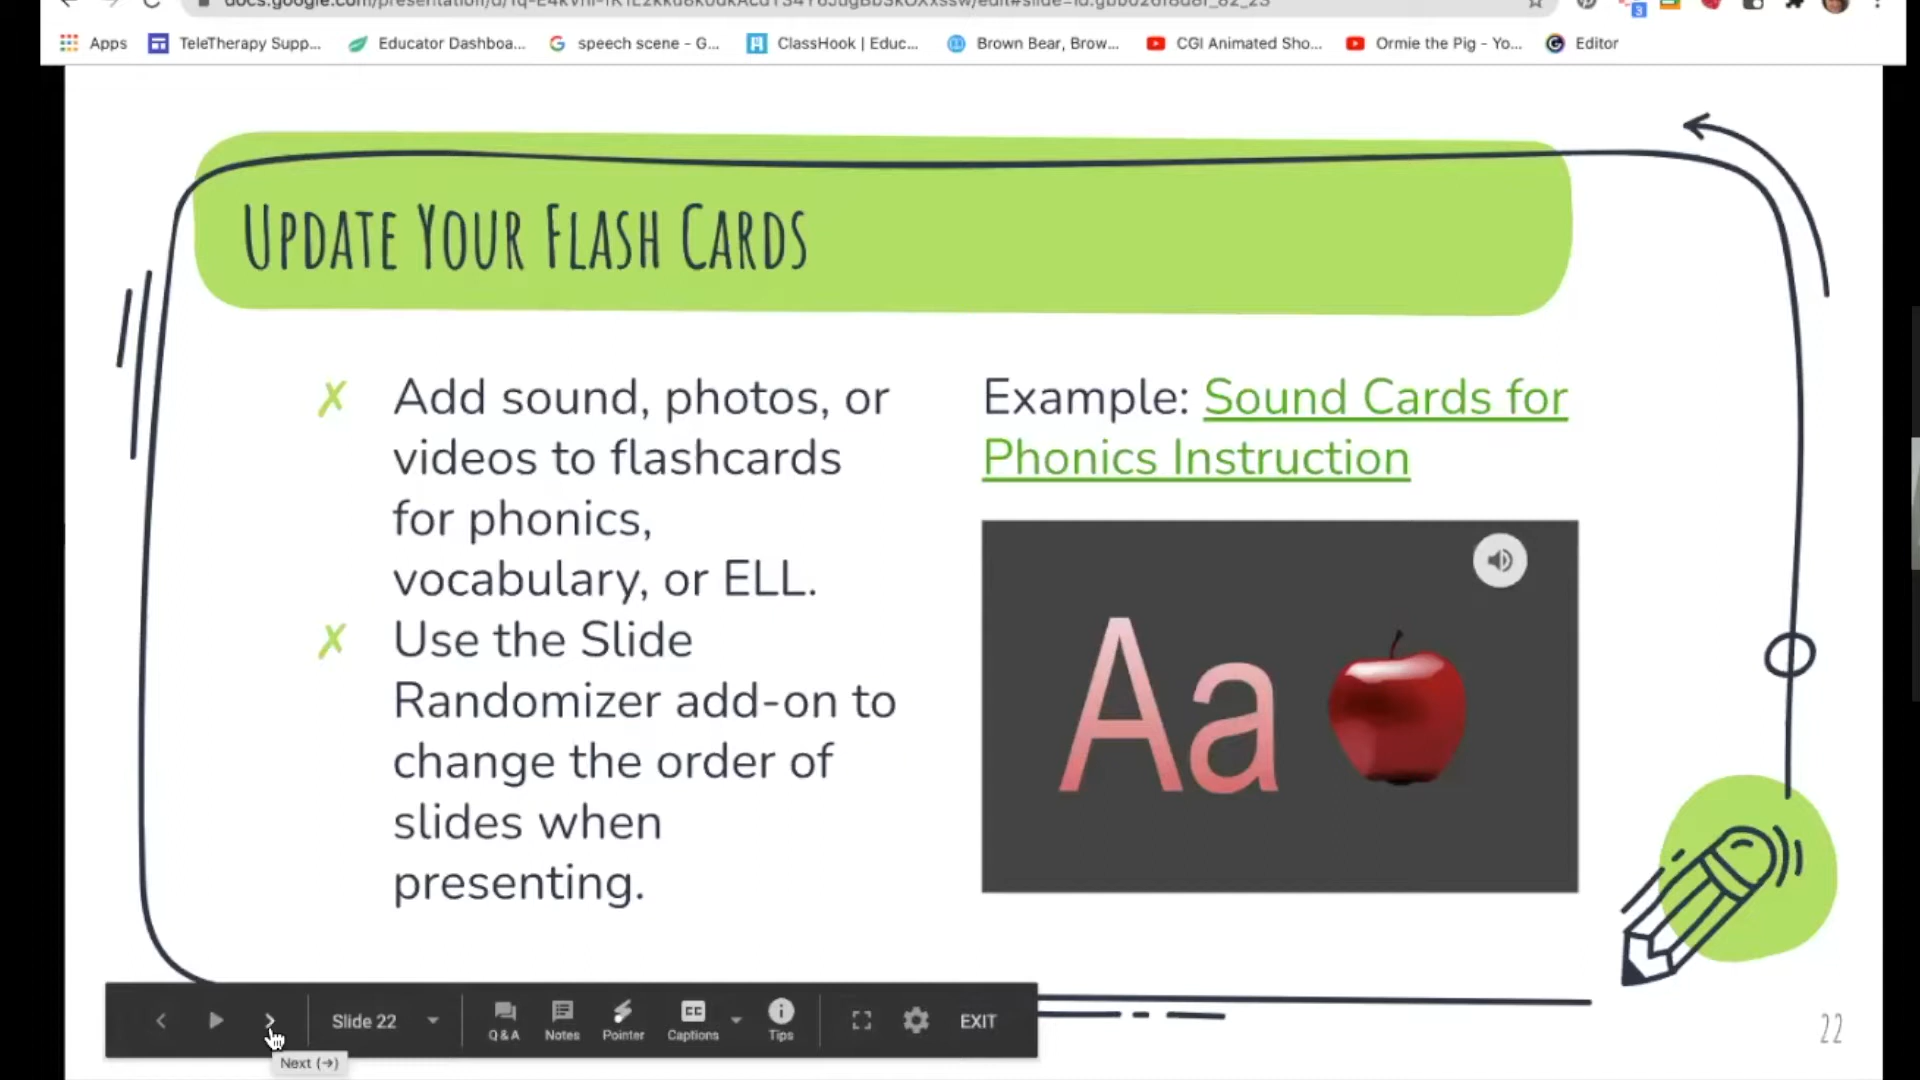 Apps TeleTherapy Supp... Educator Dashboa... speech scene - G... ClassHook | Educ... Brown Bear, Brow... CGI Animated Sho... Ormie the Pig - Yo... Editor
UPDATE YOUR FLASH CARDS
✗ Add sound, photos, or
videos to flashcards
for phonics,
vocabulary, or ELL.
✗ Use the Slide
Randomizer add-on to
change the order of
slides when
presenting.
Example: Sound Cards for
Phonics Instruction
Aa
Slide 22 Q&A Notes Pointer Captions Tips EXIT
Next (→)
22